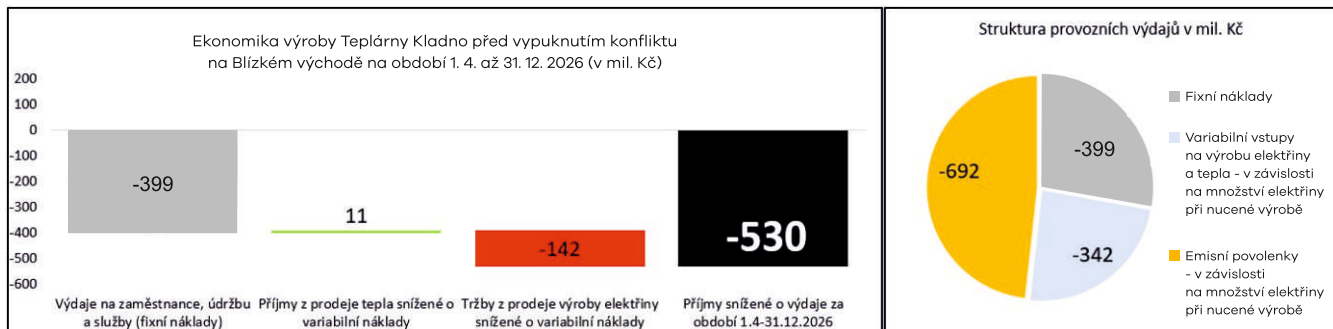 Ekonomika výroby Teplárny Kladno před vypuknutím konfliktu
na Blízkém východě na období 1. 4. až 31. 12. 2026 (v mil. Kč)
200
100
0
-100
-200
-300
-400
-500
-600
-399
11
-142
-530
Výdaje na zaměstnance, údržbu
a služby (fixní náklady)
Příjmy z prodeje tepla snížené o
variabilní náklady
Tržby z prodeje výroby elektřiny
snížené o variabilní náklady
Příjmy snížené o výdaje za
období 1.4-31.12.2026
Struktura provozních výdajů v mil. Kč
-692
-399
-342
Fixní náklady
Variabilní vstupy
na výrobu elektřiny
a tepla - v závislosti
na množství elektřiny
při nucené výrobě
Emisní povolenky
- v závislosti
na množství elektřiny
při nucené výrobě